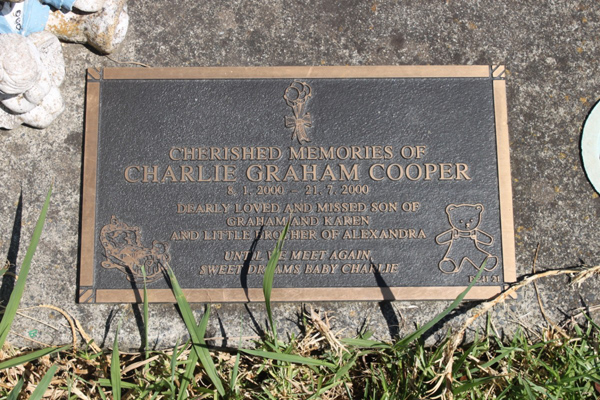 CHERISHED MEMORIES OF
CHARLIE GRAHAM COOPER
8. 1. 2000 - 21. 7. 2000
DEARLY LOVED AND MISSED SON OF
GRAHAM AND KAREN
AND LITTLE BROTHER OF ALEXANDRA
UNTIL WE MEET AGAIN,
SWEET DREAMS BABY CHARLIE